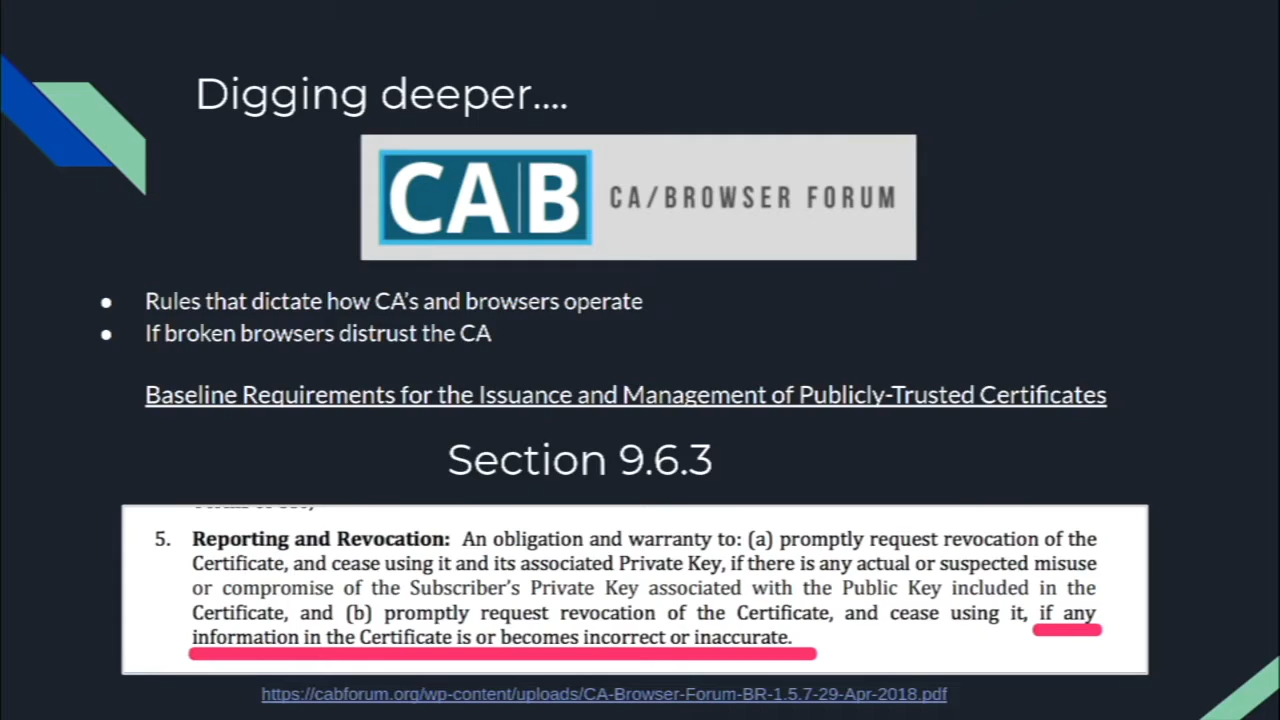 Digging deeper....
CA|B CA/BROWSER FORUM
● Rules that dictate how CA's and browsers operate
● If broken browsers distrust the CA
Baseline Requirements for the Issuance and Management of Publicly-Trusted Certificates
Section 9.6.3
5. Reporting and Revocation: An obligation and warranty to: (a) promptly request revocation of the
Certificate, and cease using it and its associated Private Key, if there is any actual or suspected misuse
or compromise of the Subscriber's Private Key associated with the Public Key included in the
Certificate, and (b) promptly request revocation of the Certificate, and cease using it, if any
information in the Certificate is or becomes incorrect or inaccurate.
https://cabforum.org/wp-content/uploads/CA-Browser-Forum-BR-1.5.7-29-Apr-2018.pdf